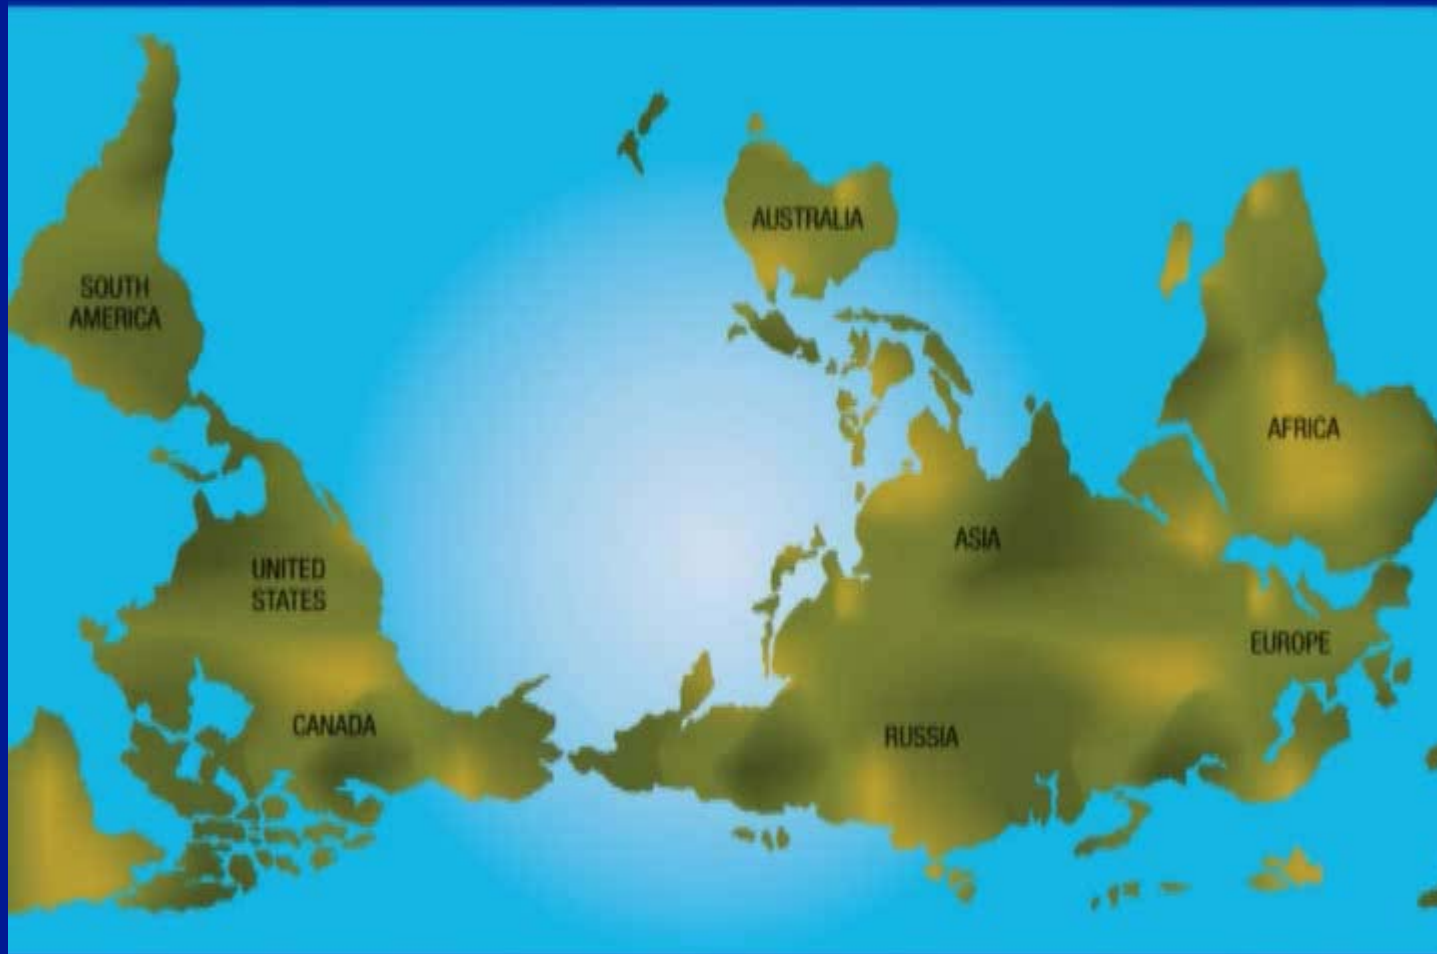 AUSTRALIA
SOUTH
AMERICA
AFRICA
ASIA
UNITED
STATES
EUROPE
CANADA
RUSSIA